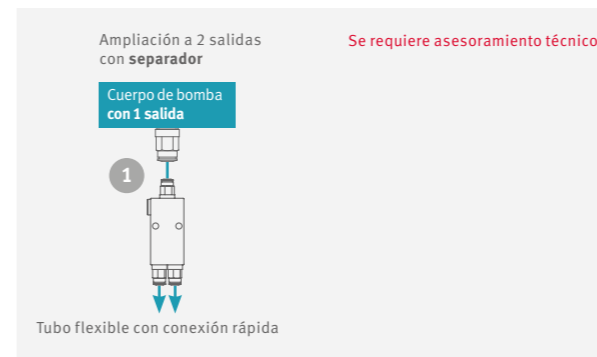 Ampliación a 2 salidas
con separador
Se requiere asesoramiento técnico
Cuerpo de bomba
con 1 salida
1
Tubo flexible con conexión rápida